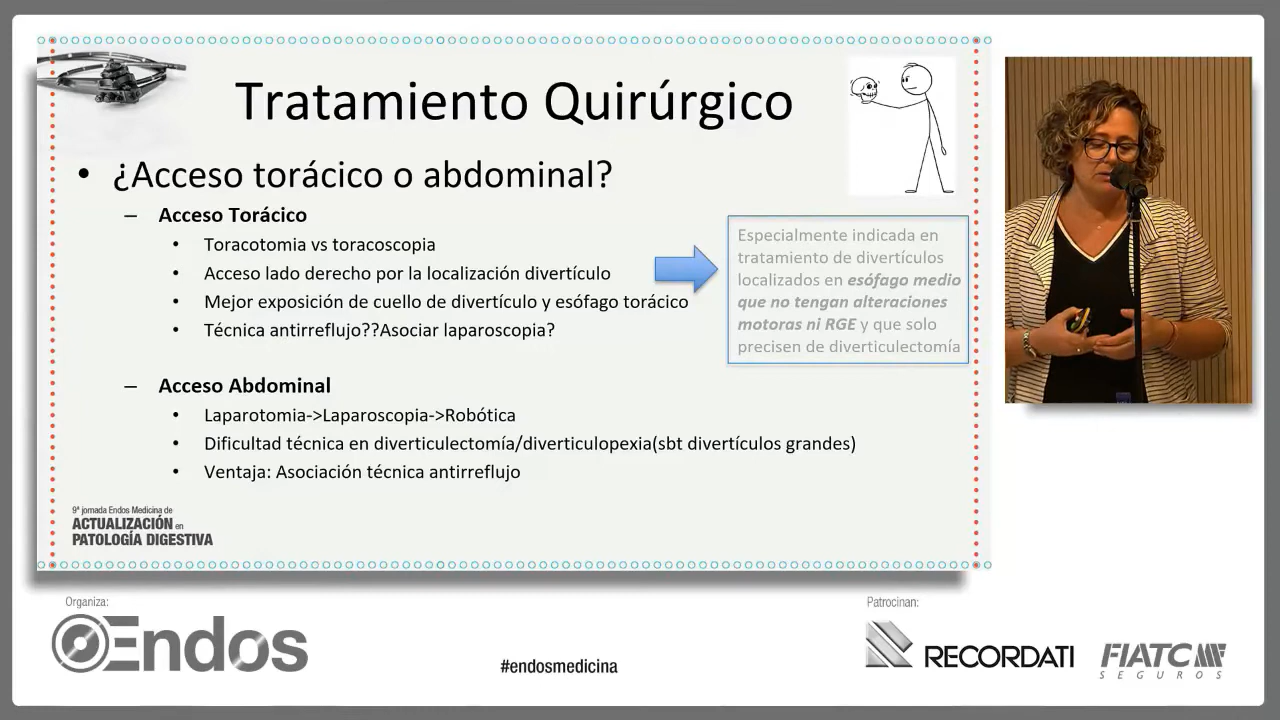 Tratamiento Quirúrgico
• ¿Acceso torácico o abdominal?
– Acceso Torácico
• Toracotomia vs toracoscopia
• Acceso lado derecho por la localización divertículo
• Mejor exposición de cuello de divertículo y esófago torácico
• Técnica antirreflujo??Asociar laparoscopia?
Especialmente indicada en
tratamiento de divertículos
localizados en esófago medio
que no tengan alteraciones
motoras ni RGE y que solo
precisen de diverticulectomía
– Acceso Abdominal
• Laparotomia->Laparoscopia->Robótica
• Dificultad técnica en diverticulectomía/diverticulopexia(sbt divertículos grandes)
• Ventaja: Asociación técnica antirreflujo
9ª jornada Endos Medicina de
ACTUALIZACIÓN en
PATOLOGÍA DIGESTIVA
Organiza:
Endos
#endosmedicina
Patrocinan:
RECORDATI
FIATC
SEGUROS